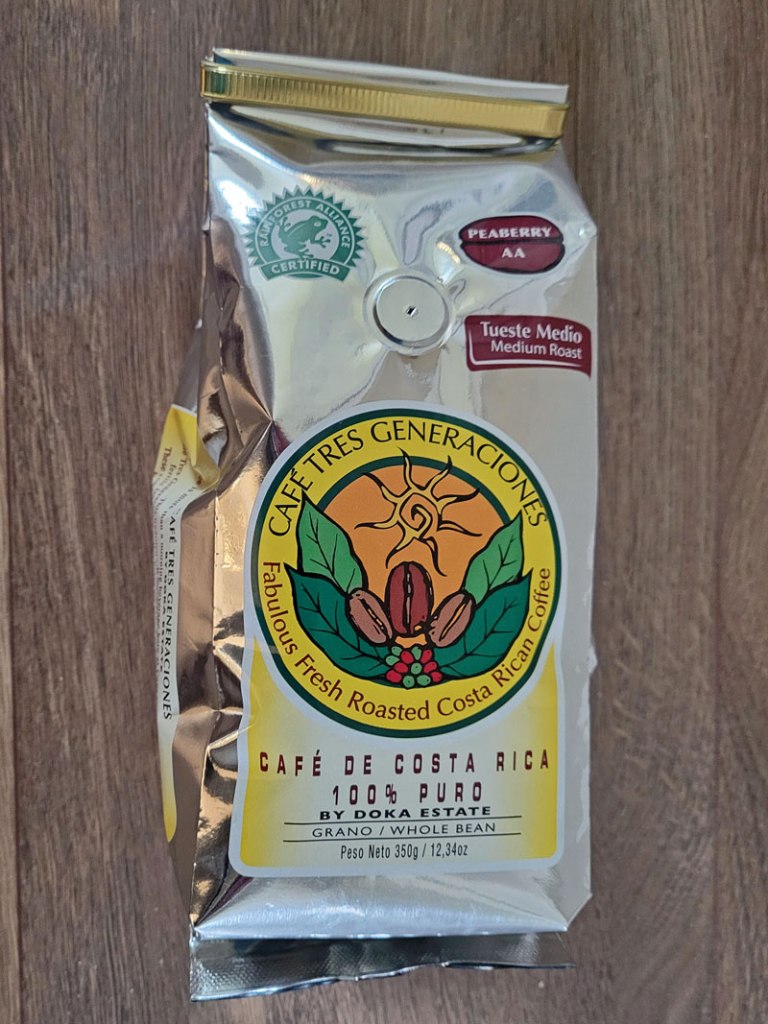 RAINFOREST ALLIANCE
CERTIFIED
PEABERRY
AA
Tueste Medio
Medium Roast
CAFÉ TRES GENERACIONES
Fabulous Fresh Roasted Costa Rican Coffee
CAFÉ DE COSTA RICA
100% PURO
BY DOKA ESTATE
GRANO / WHOLE BEAN
Peso Neto 350g / 12,34oz
AFÉ TRES GENERACIONES